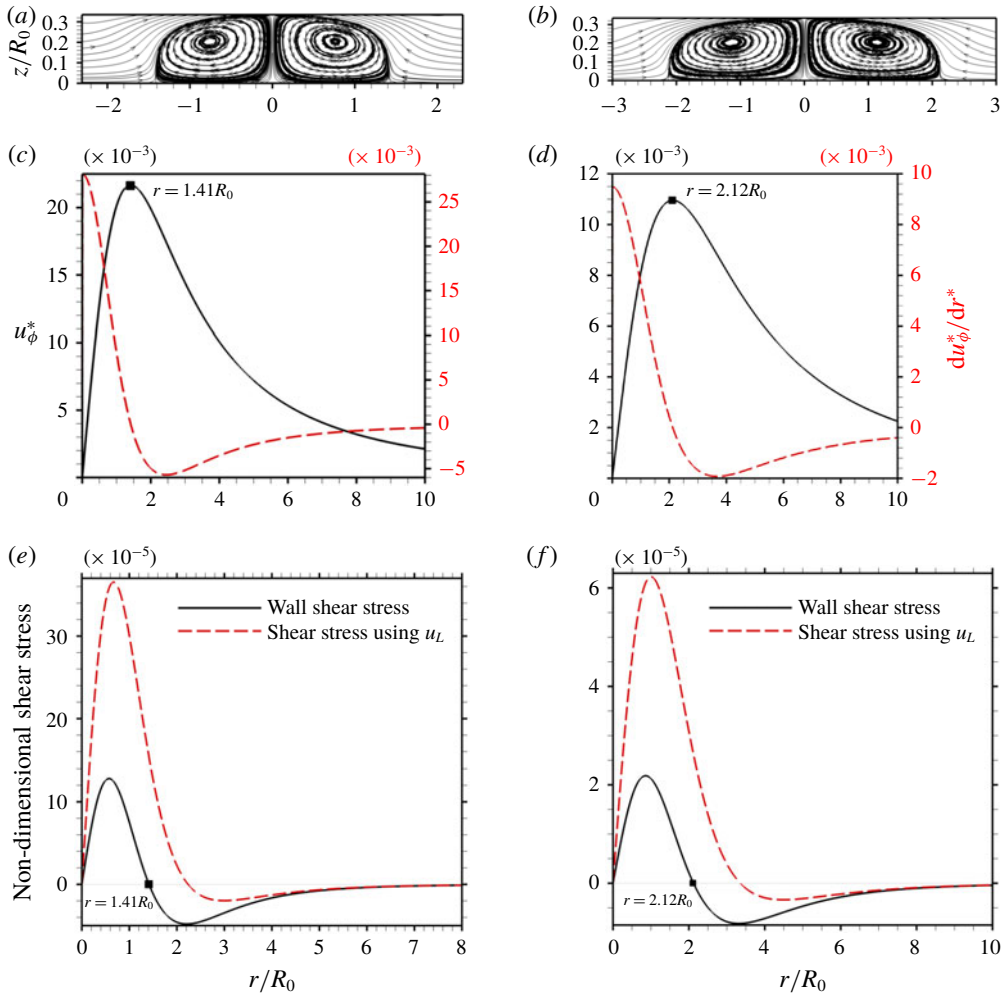 (a)
z/R₀
0.3
0.2
0.1
0
−2 −1 0 1 2
(b)
0.3
0.2
0.1
0
−3 −2 −1 0 1 2 3
(c)
(× 10⁻³) (× 10⁻³)
u*ϕ
20
15
10
5
0
25
20
15
10
5
0
−5
r = 1.41R₀
2 4 6 8 10
(d)
(× 10⁻³) (× 10⁻³)
12
10
8
6
4
2
0
10
8
6
4
2
0
−2
du*ϕ/dr*
r = 2.12R₀
2 4 6 8 10
(e)
(× 10⁻⁵)
Non-dimensional shear stress
30
20
10
0
Wall shear stress
Shear stress using u_L
r = 1.41R₀
0 1 2 3 4 5 6 7 8
r/R₀
(f)
(× 10⁻⁵)
6
4
2
0
Wall shear stress
Shear stress using u_L
r = 2.12R₀
0 2 4 6 8 10
r/R₀